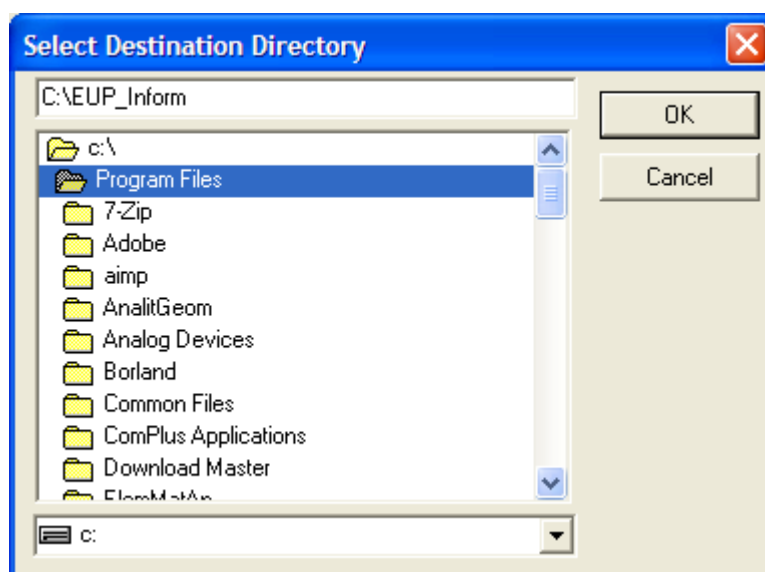 Select Destination Directory
C:\EUP_Inform
OK
Cancel
c:\
Program Files
7-Zip
Adobe
aimp
AnalitGeom
Analog Devices
Borland
Common Files
ComPlus Applications
Download Master
c: